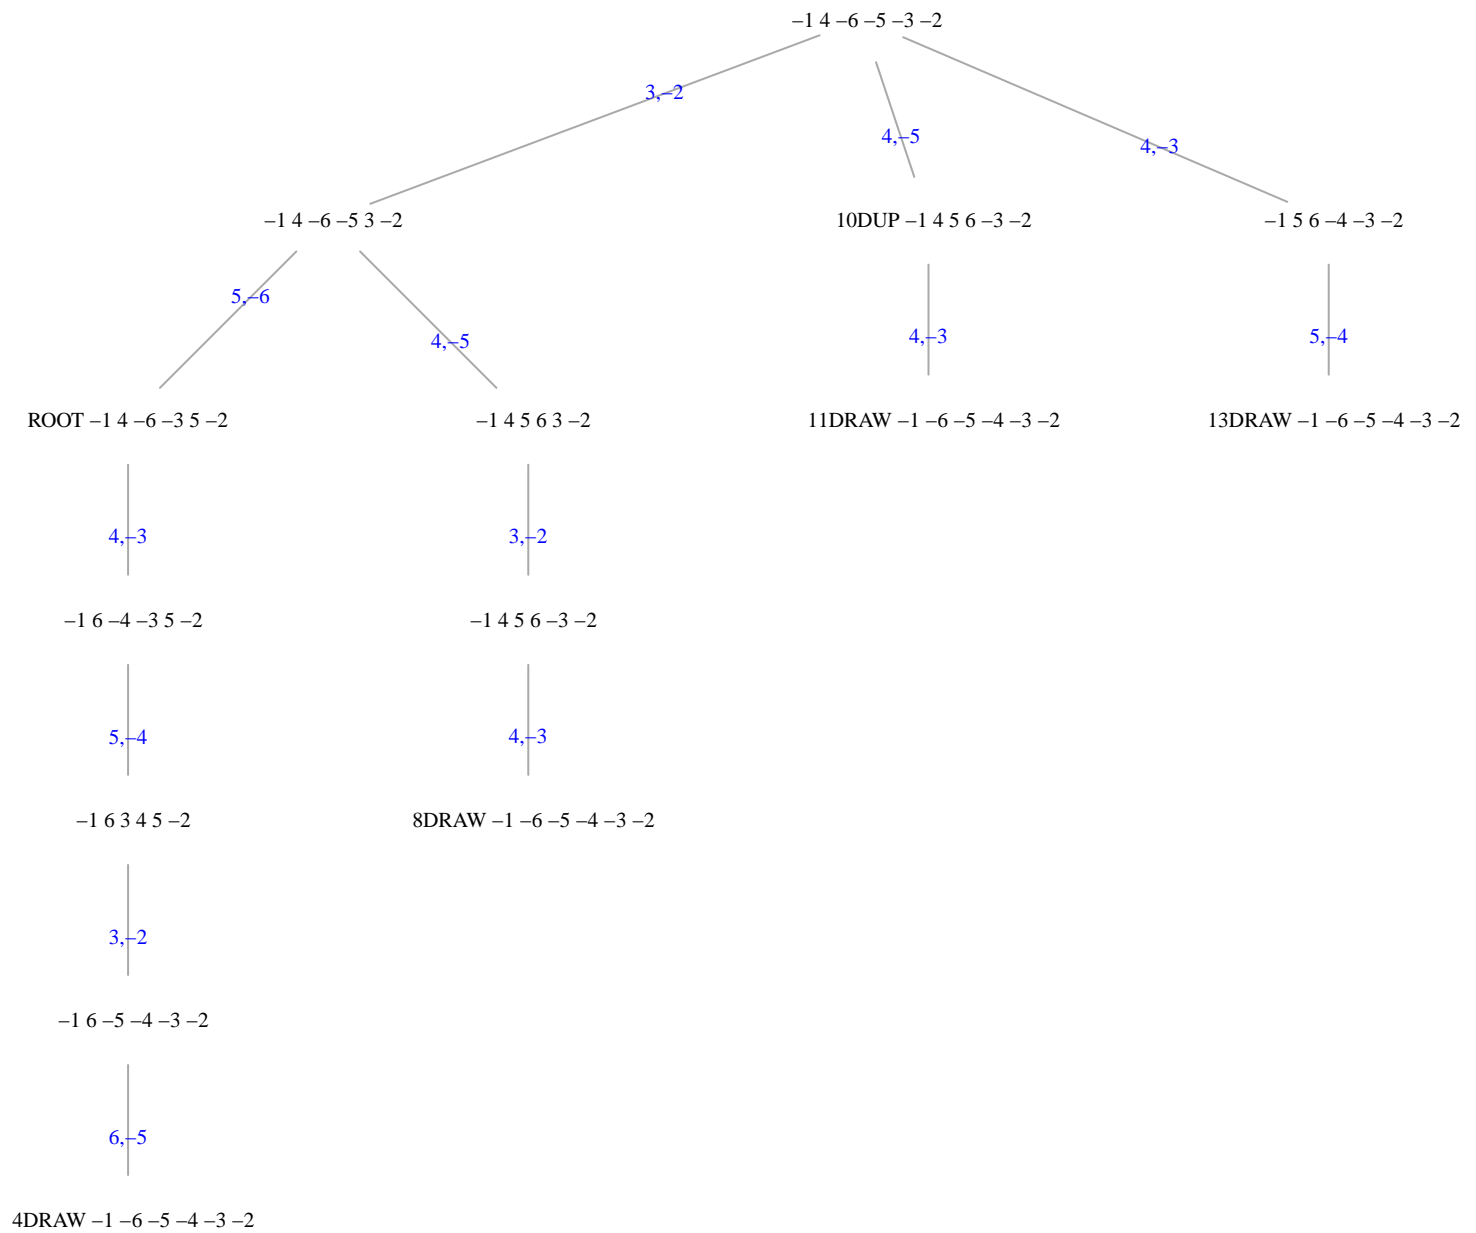 –1 4 –6 –5 –3 –2
3,–2
4,–5
4,–3
–1 4 –6 –5 3 –2
10DUP –1 4 5 6 –3 –2
–1 5 6 –4 –3 –2
5,–6
4,–5
4,–3
5,–4
ROOT –1 4 –6 –3 5 –2
–1 4 5 6 3 –2
11DRAW –1 –6 –5 –4 –3 –2
13DRAW –1 –6 –5 –4 –3 –2
4,–3
3,–2
–1 6 –4 –3 5 –2
–1 4 5 6 –3 –2
5,–4
4,–3
–1 6 3 4 5 –2
8DRAW –1 –6 –5 –4 –3 –2
3,–2
–1 6 –5 –4 –3 –2
6,–5
4DRAW –1 –6 –5 –4 –3 –2